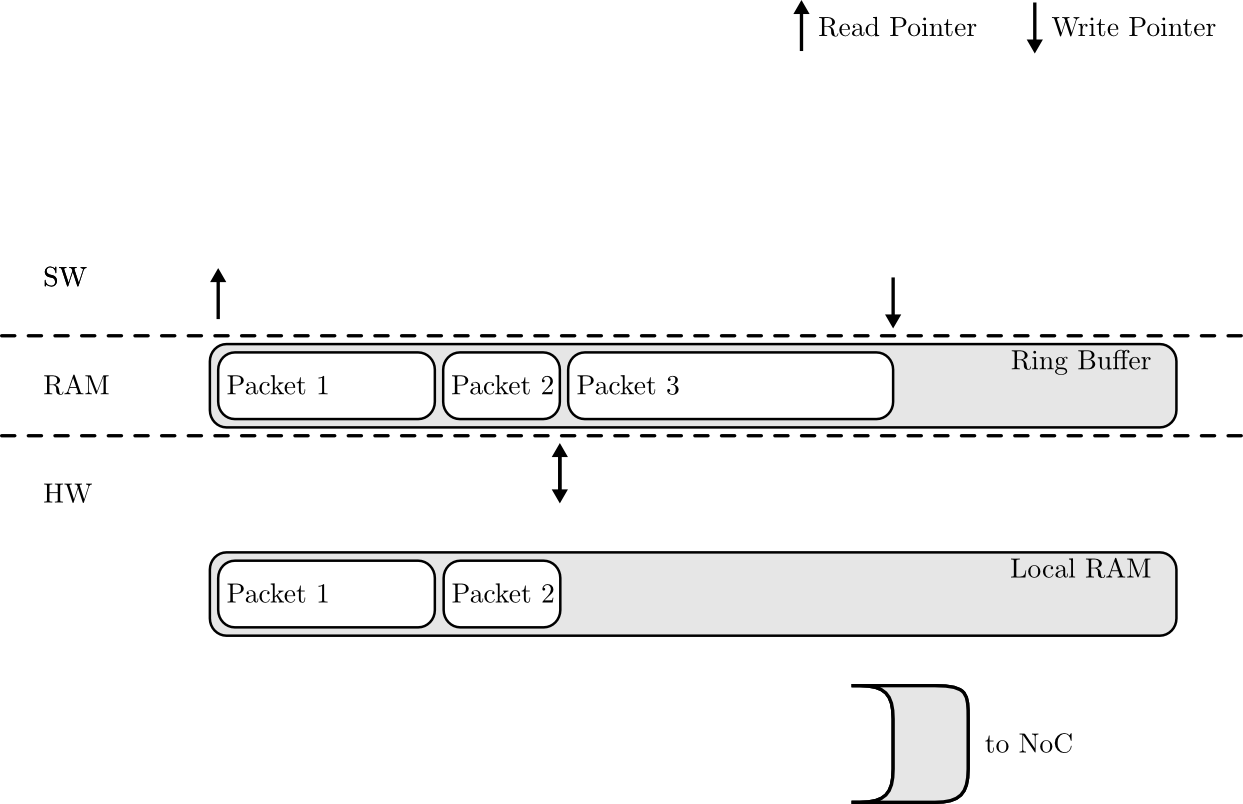 Read Pointer
Write Pointer
SW
RAM
Packet 1
Packet 2
Packet 3
Ring Buffer
HW
Packet 1
Packet 2
Local RAM
to NoC